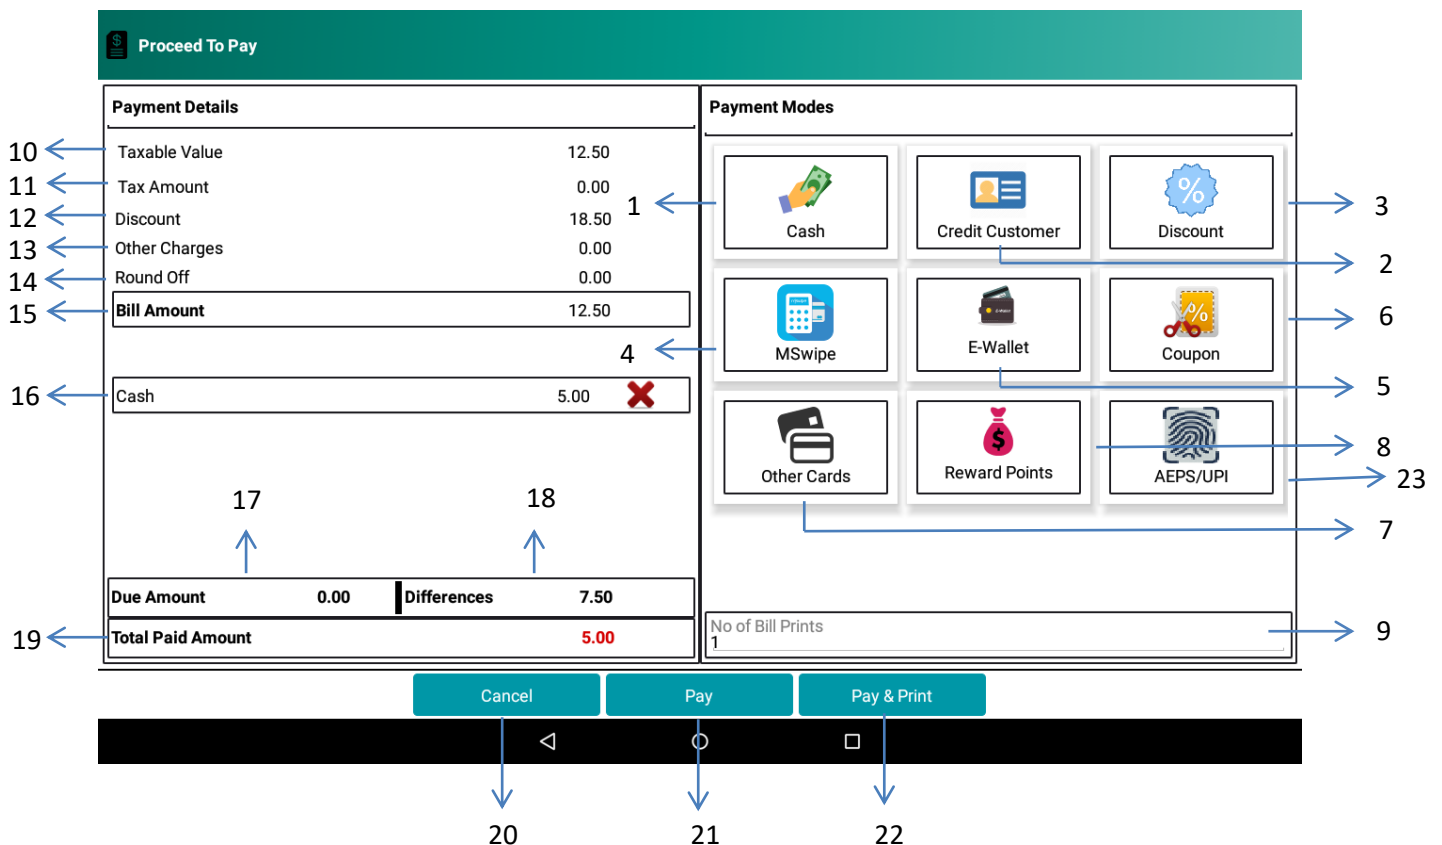 Proceed To Pay
Payment Details
10 Taxable Value 12.50
11 Tax Amount 0.00
12 Discount 18.50
13 Other Charges 0.00
14 Round Off 0.00
15 Bill Amount 12.50
16 Cash 5.00
17 18
Due Amount 0.00 Differences 7.50
19 Total Paid Amount 5.00
Payment Modes
1 Cash
Credit Customer
Discount 3
2
4 MSwipe
E-Wallet
Coupon 6
5
Other Cards
Reward Points
8
AEPS/UPI 23
7
No of Bill Prints
1 9
Cancel Pay Pay & Print
20 21 22